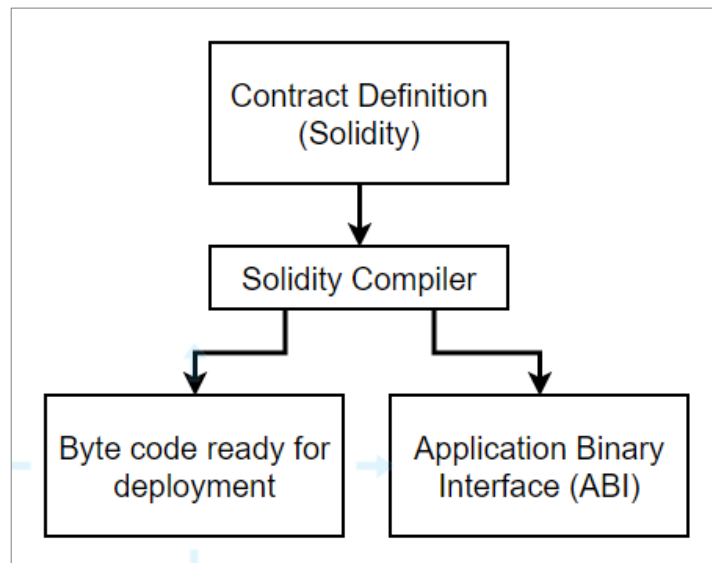 Contract Definition
(Solidity)
Solidity Compiler
Byte code ready for
deployment
Application Binary
Interface (ABI)